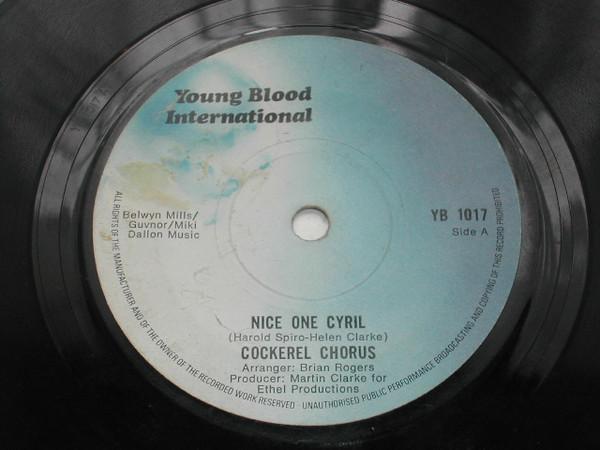 Young Blood
International
Belwyn Mills/
Guvnor/Miki
Dallon Music
YB 1017
Side A
NICE ONE CYRIL
(Harold Spiro-Helen Clarke)
COCKEREL CHORUS
Arranger: Brian Rogers
Producer: Martin Clarke for
Ethel Productions
ALL RIGHTS OF THE MANUFACTURER AND OF THE OWNER OF THE RECORDED WORK RESERVED - UNAUTHORISED PUBLIC PERFORMANCE BROADCASTING AND COPYING OF THIS RECORD PROHIBITED